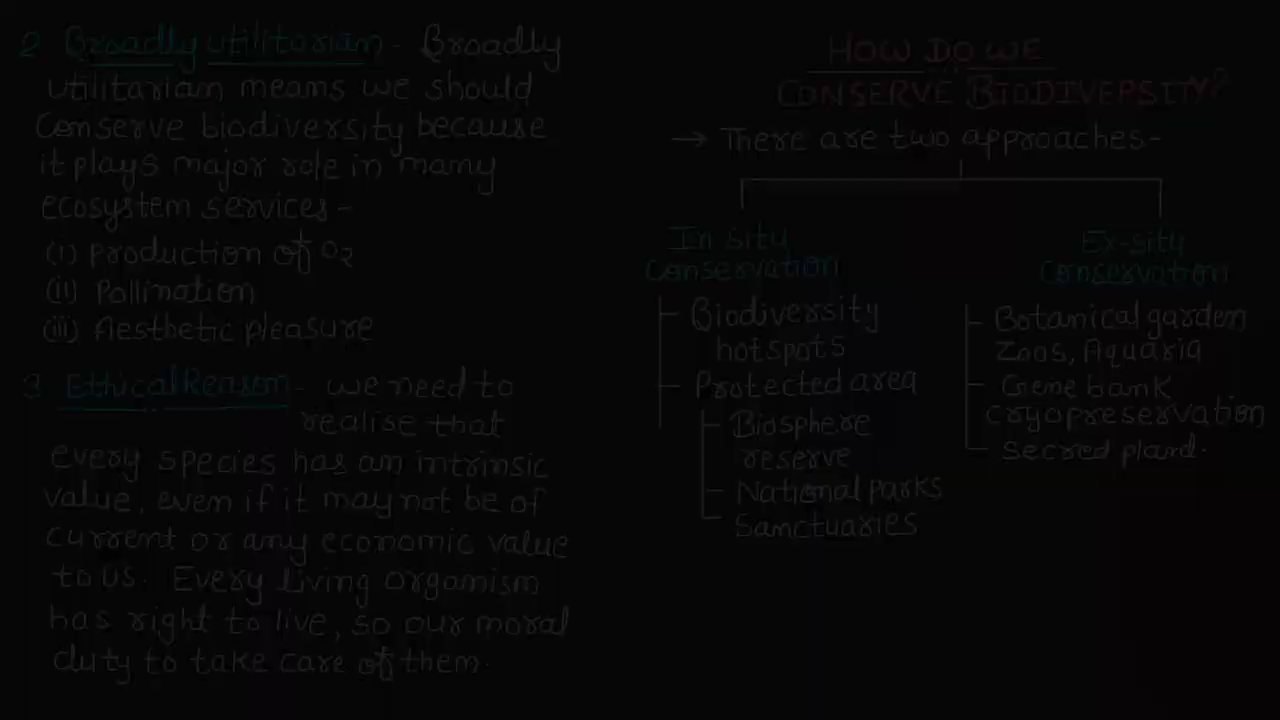 2. Broadly utilitarian - Broadly
utilitarian means we should
Conserve biodiversity because
it plays major role in many
ecosystem services -
(i) Production of O2
(ii) Pollination
(iii) Aesthetic pleasure
3. Ethical Reason - we need to
realise that
every species has an intrinsic
value, even if it may not be of
current or any economic value
to us. Every living organism
has right to live, so our moral
duty to take care of them.
HOW DO WE
CONSERVE BIODIVERSITY?
→ There are two approaches -
In sity
Conservation
Biodiversity
hotspots
Protected area
Biosphere
reserve
National parks
Sanctuaries
Ex-sity
Conservation
Botanical garden
Zoos, Aquaria
Gene bank
cryopreservation
secred pland.